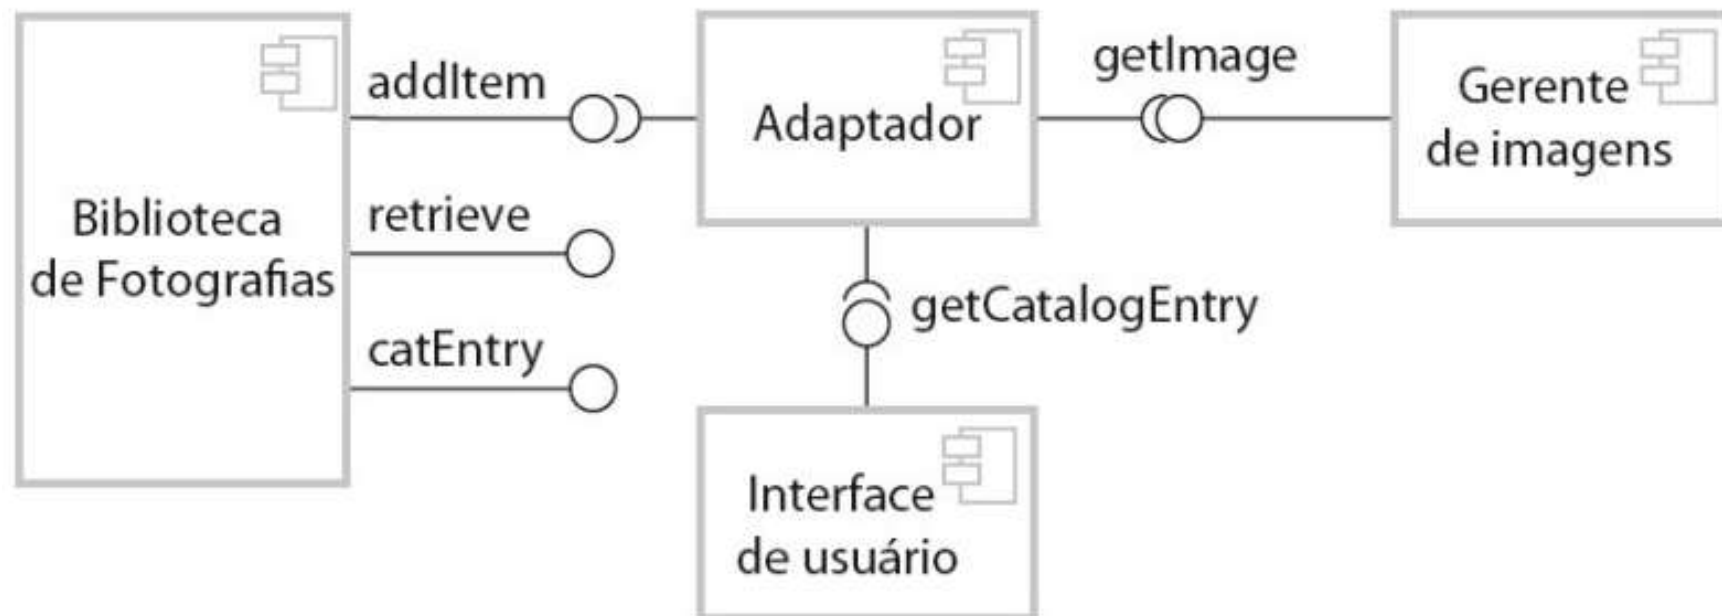 addItem
Adaptador
getImage
Gerente
de imagens
Biblioteca
de Fotografias
retrieve
catEntry
getCatalogEntry
Interface
de usuário